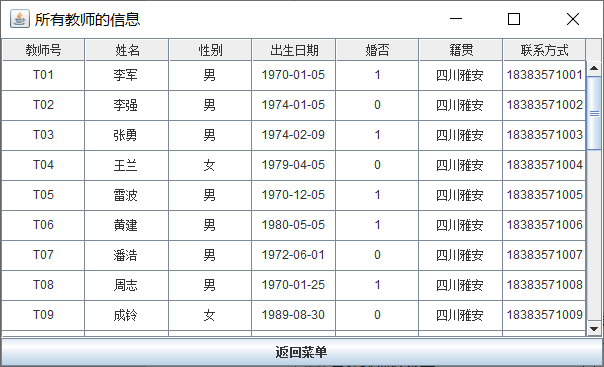 所有教师的信息
教师号 姓名 性别 出生日期 婚否 籍贯 联系方式
T01 李军 男 1970-01-05 1 四川雅安 18383571001
T02 李强 男 1974-01-05 0 四川雅安 18383571002
T03 张勇 男 1974-02-09 1 四川雅安 18383571003
T04 王兰 女 1979-04-05 0 四川雅安 18383571004
T05 雷波 男 1970-12-05 1 四川雅安 18383571005
T06 黄建 男 1980-05-05 1 四川雅安 18383571006
T07 潘浩 男 1972-06-01 0 四川雅安 18383571007
T08 周志 男 1970-01-25 1 四川雅安 18383571008
T09 成铃 女 1989-08-30 0 四川雅安 18383571009
返回菜单